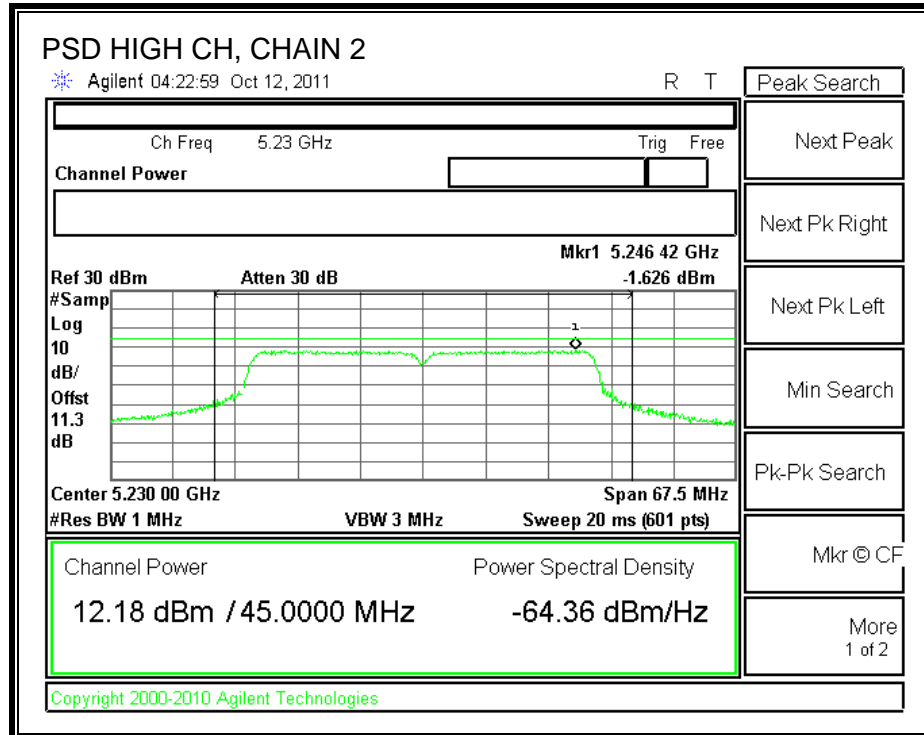 PSD HIGH CH, CHAIN 2
Agilent 04:22:59 Oct 12, 2011 R T
Peak Search
Ch Freq 5.23 GHz Trig Free
Channel Power
Mkr1 5.246 42 GHz
Ref 30 dBm Atten 30 dB -1.626 dBm
#Samp
Log
10
dB/
Offst
11.3
dB
1
Center 5.230 00 GHz Span 67.5 MHz
#Res BW 1 MHz VBW 3 MHz Sweep 20 ms (601 pts)
Channel Power Power Spectral Density
12.18 dBm / 45.0000 MHz -64.36 dBm/Hz
Next Peak
Next Pk Right
Next Pk Left
Min Search
Pk-Pk Search
Mkr © CF
More
1 of 2
Copyright 2000-2010 Agilent Technologies